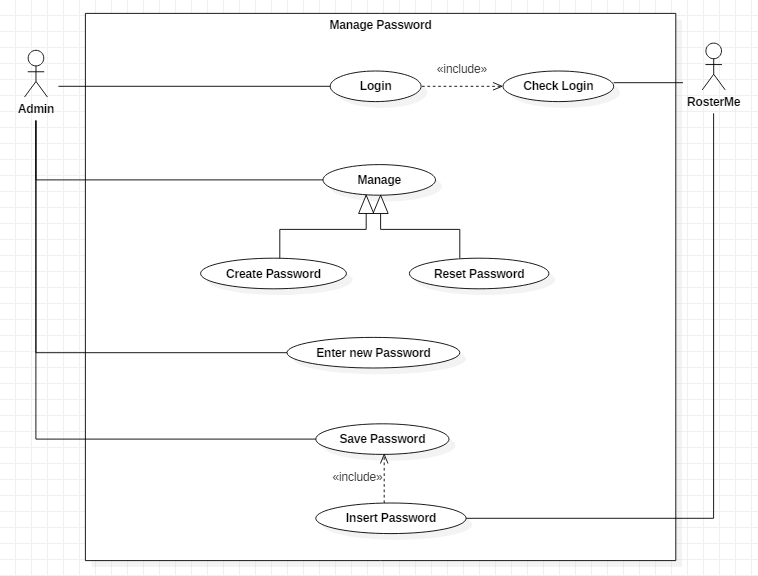 Manage Password
«include»
Login
Check Login
Admin
RosterMe
Manage
Create Password
Reset Password
Enter new Password
Save Password
«include»
Insert Password